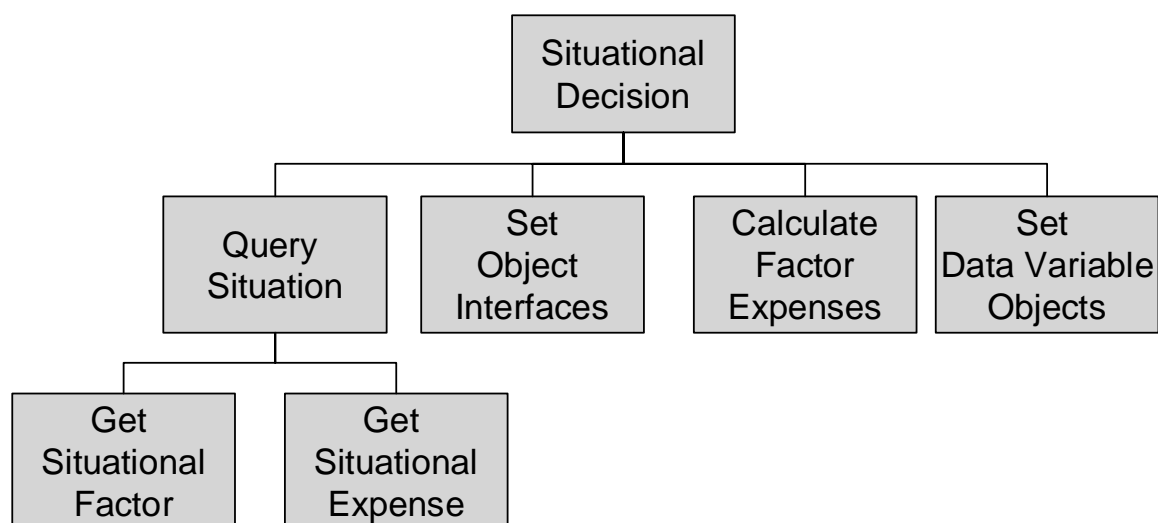 Situational
Decision
Query
Situation
Set
Object
Interfaces
Calculate
Factor
Expenses
Set
Data Variable
Objects
Get
Situational
Factor
Get
Situational
Expense